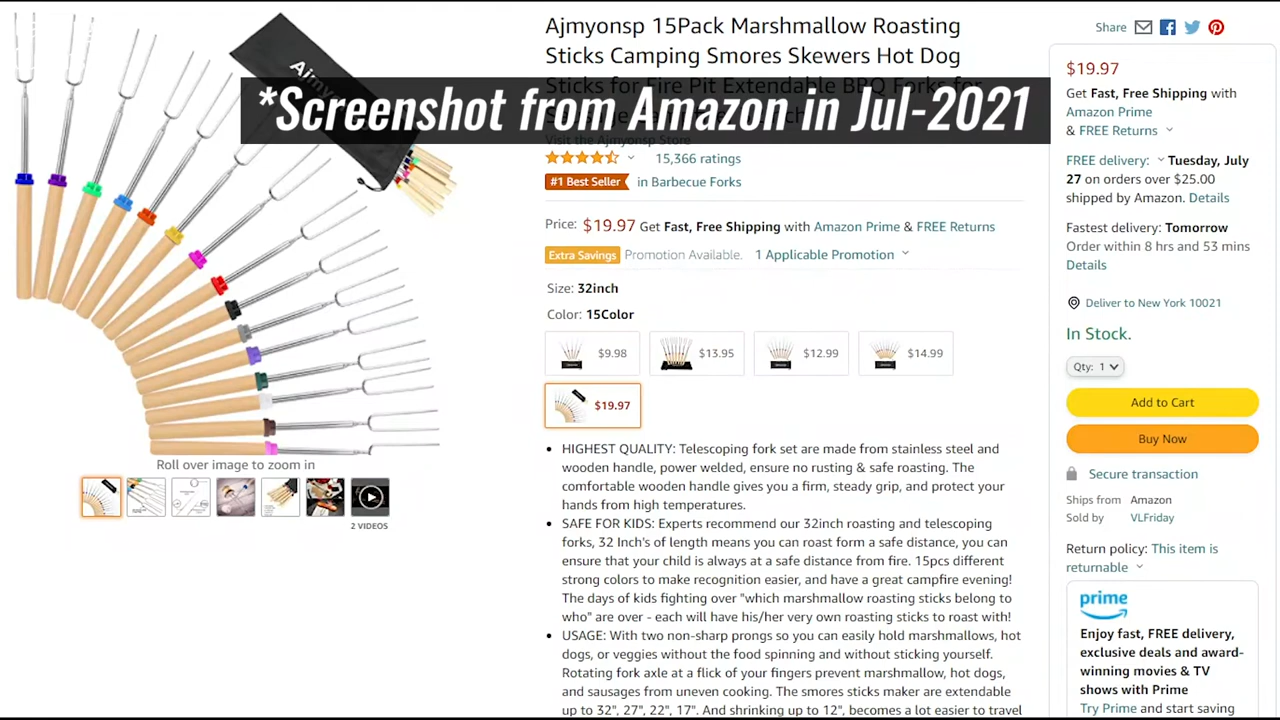 Ajmyonsp 15Pack Marshmallow Roasting
Sticks Camping Smores Skewers Hot Dog
Sticks for Fire Pit Extendable BBQ Forks for
*Screenshot from Amazon in Jul-2021
Visit the Ajmyonsp Store
15,366 ratings
#1 Best Seller in Barbecue Forks
Price: $19.97 Get Fast, Free Shipping with Amazon Prime & FREE Returns
Extra Savings Promotion Available. 1 Applicable Promotion
Size: 32inch
Color: 15Color
$9.98 $13.95 $12.99 $14.99
$19.97
• HIGHEST QUALITY: Telescoping fork set are made from stainless steel and
wooden handle, power welded, ensure no rusting & safe roasting. The
comfortable wooden handle gives you a firm, steady grip, and protect your
hands from high temperatures.
• SAFE FOR KIDS: Experts recommend our 32inch roasting and telescoping
forks, 32 Inch's of length means you can roast form a safe distance, you can
ensure that your child is always at a safe distance from fire. 15pcs different
strong colors to make recognition easier, and have a great campfire evening!
The days of kids fighting over "which marshmallow roasting sticks belong to
who" are over - each will have his/her very own roasting sticks to roast with!
• USAGE: With two non-sharp prongs so you can easily hold marshmallows, hot
dogs, or veggies without the food spinning and without sticking yourself.
Rotating fork axle at a flick of your fingers prevent marshmallow, hot dogs,
and sausages from uneven cooking. The smores sticks maker are extendable
up to 32", 27", 22", 17". And shrinking up to 12", becomes a lot easier to travel
Roll over image to zoom in
2 VIDEOS
Share
$19.97
Get Fast, Free Shipping with
Amazon Prime
& FREE Returns
FREE delivery: Tuesday, July
27 on orders over $25.00
shipped by Amazon. Details
Fastest delivery: Tomorrow
Order within 8 hrs and 53 mins
Details
Deliver to New York 10021
In Stock.
Qty: 1
Add to Cart
Buy Now
Secure transaction
Ships from Amazon
Sold by VLFriday
Return policy: This item is
returnable
prime
Enjoy fast, FREE delivery,
exclusive deals and award-
winning movies & TV
shows with Prime
Try Prime and start saving